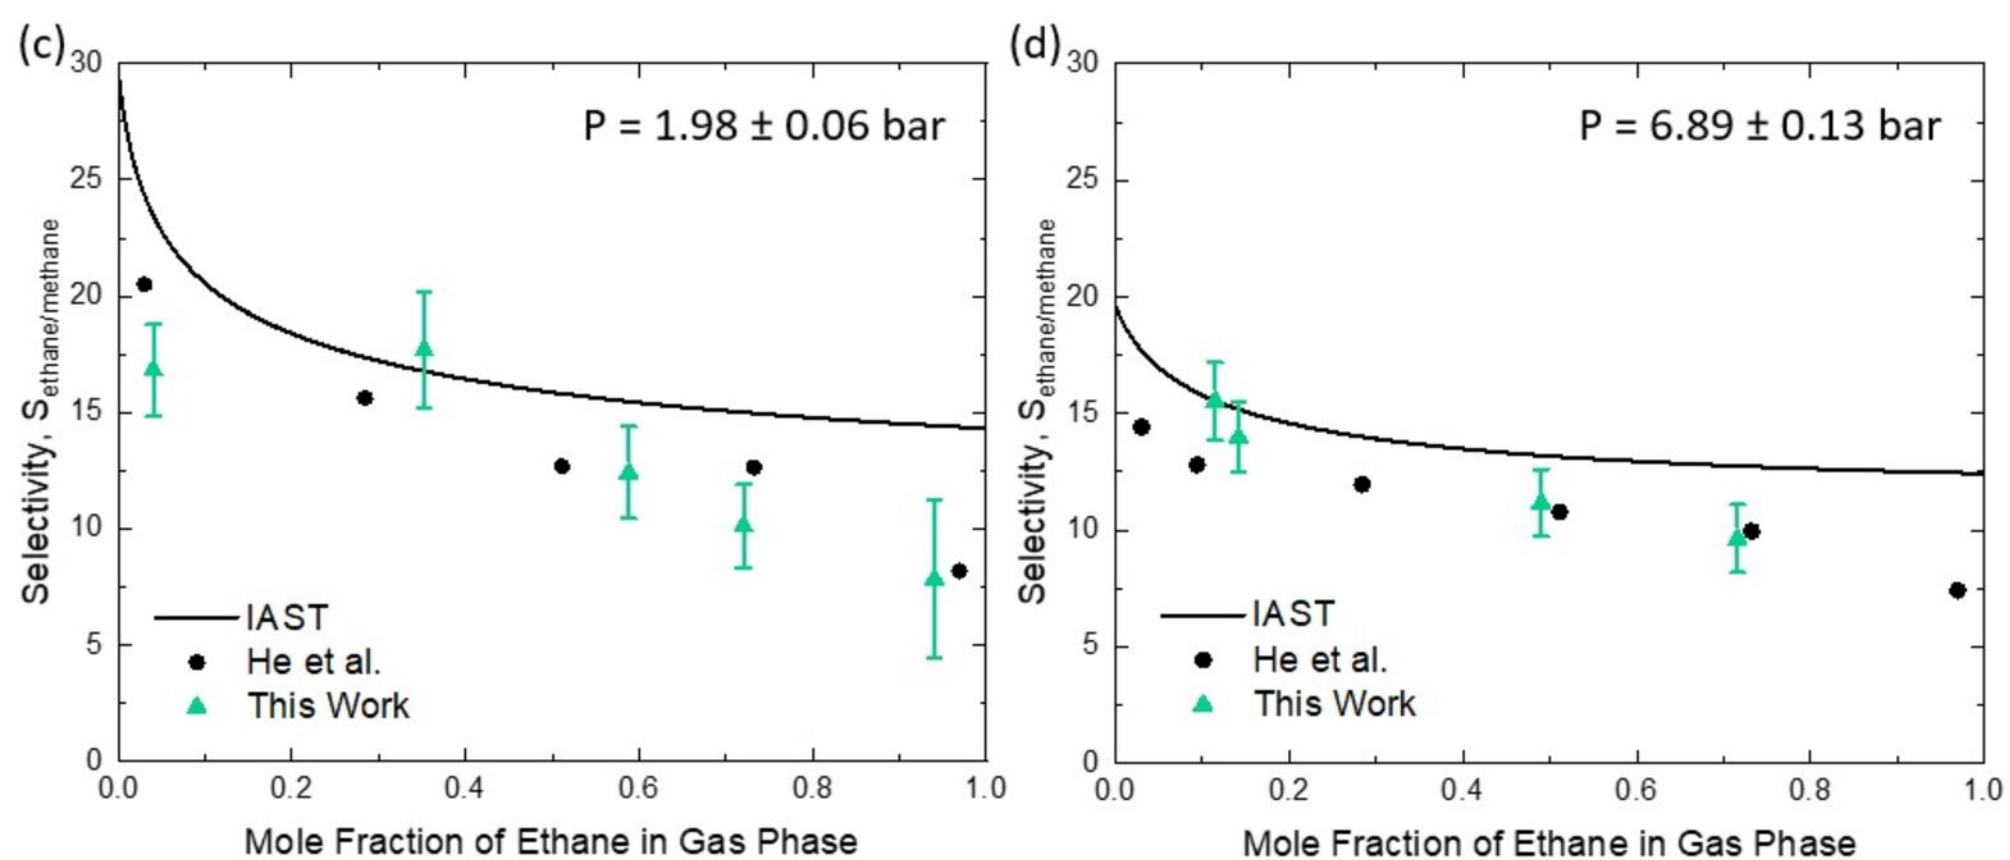 (c)
30
25
20
15
10
5
0
Selectivity, S_ethane/methane
P = 1.98 ± 0.06 bar
IAST
He et al.
This Work
0.0 0.2 0.4 0.6 0.8 1.0
Mole Fraction of Ethane in Gas Phase
(d)
30
25
20
15
10
5
0
Selectivity, S_ethane/methane
P = 6.89 ± 0.13 bar
IAST
He et al.
This Work
0.0 0.2 0.4 0.6 0.8 1.0
Mole Fraction of Ethane in Gas Phase